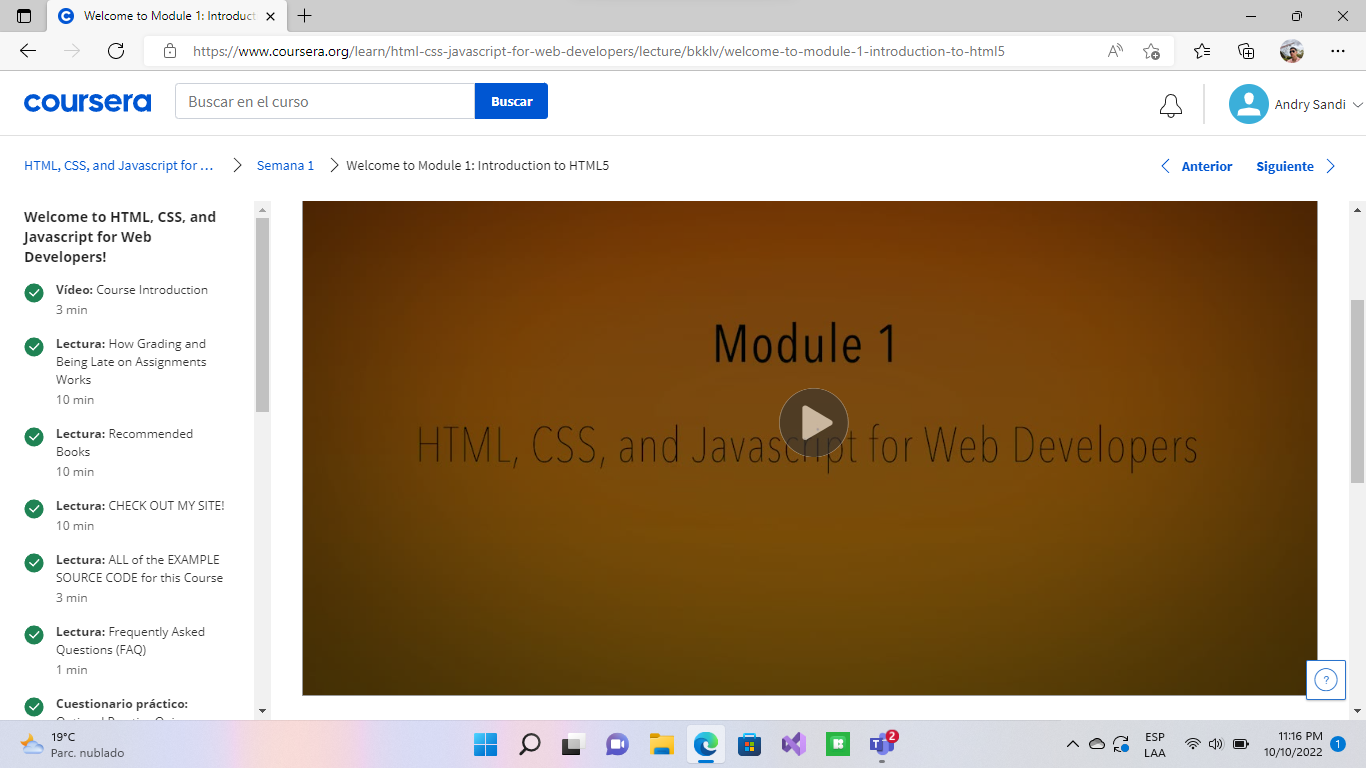 Welcome to Module 1: Introduct
https://www.coursera.org/learn/html-css-javascript-for-web-developers/lecture/bkklv/welcome-to-module-1-introduction-to-html5
coursera
Buscar en el curso
Buscar
Andry Sandi
HTML, CSS, and Javascript for ...
Semana 1
Welcome to Module 1: Introduction to HTML5
Anterior
Siguiente
Welcome to HTML, CSS, and
Javascript for Web
Developers!
Vídeo: Course Introduction
3 min
Lectura: How Grading and
Being Late on Assignments
Works
10 min
Lectura: Recommended
Books
10 min
Lectura: CHECK OUT MY SITE!
10 min
Lectura: ALL of the EXAMPLE
SOURCE CODE for this Course
3 min
Lectura: Frequently Asked
Questions (FAQ)
1 min
Cuestionario práctico:
Module 1
HTML, CSS, and Javascript for Web Developers
?
19°C
Parc. nublado
2
ESP
LAA
11:16 PM
10/10/2022
1